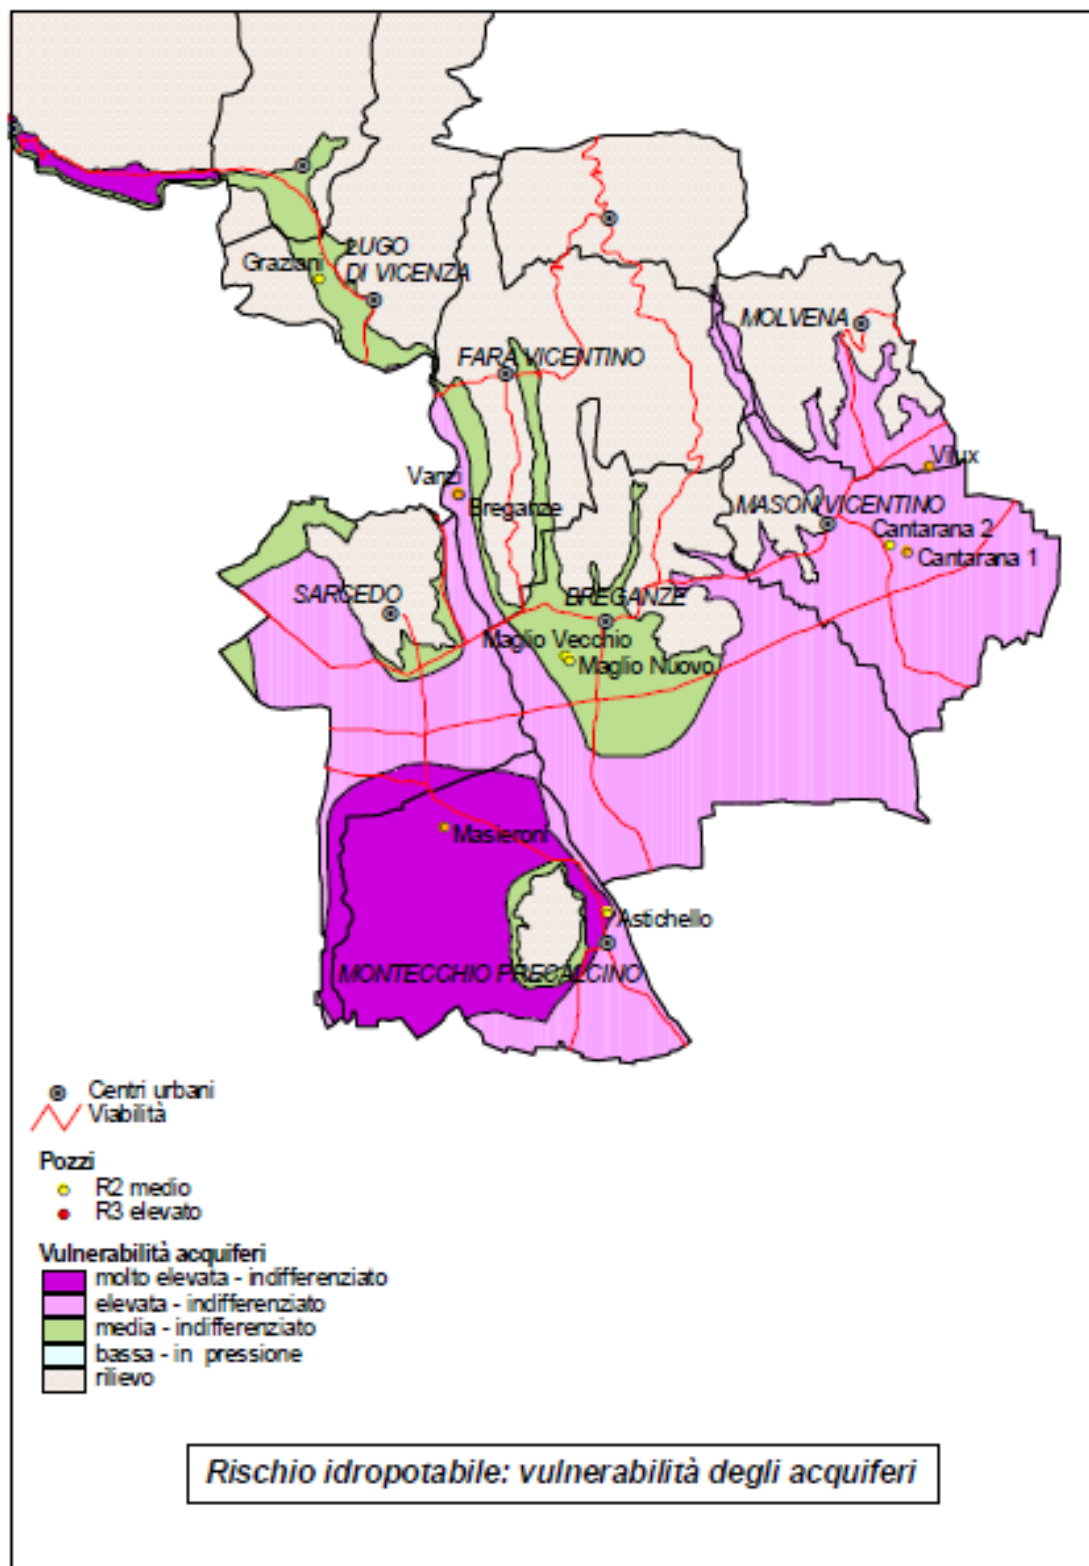 LUGO
DI VICENZA
Graziani
MOLVENA
FARA VICENTINO
Vanzi
Breganze
Vilux
MASON VICENTINO
Cantarana 2
Cantarana 1
SARCEDO
BREGANZE
Maglio Vecchio
Maglio Nuovo
Masieroni
Astichello
MONTECCHIO PRECALCINO
Centri urbani
Viabilità
Pozzi
R2 medio
R3 elevato
Vulnerabilità acquiferi
molto elevata - indifferenziato
elevata - indifferenziato
media - indifferenziato
bassa - in pressione
rilievo
Rischio idropotabile: vulnerabilità degli acquiferi